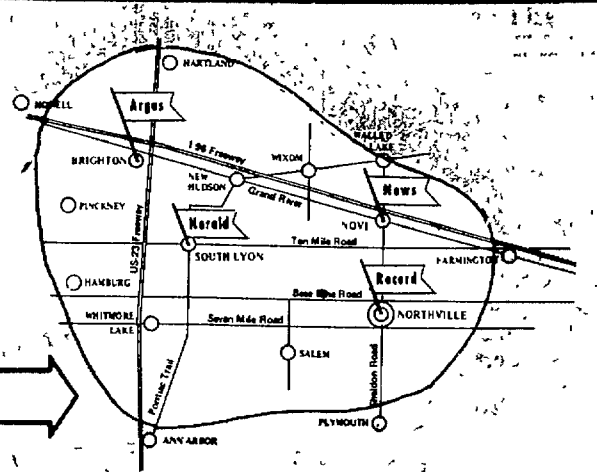 HARTLAND
HOWELL
Argus
I-96 Freeway
WALLED
LAKE
BRIGHTON
WIXOM
NEW
HUDSON
Grand River
News
PINCKNEY
Herald
NOVI
US-23 Freeway
Ten Mile Road
SOUTH LYON
FARMINGTON
Record
HAMBURG
Base Line Road
NORTHVILLE
WHITMORE
LAKE
Seven Mile Road
SALEM
Pontiac Trail
Sheldon Road
PLYMOUTH
ANN ARBOR